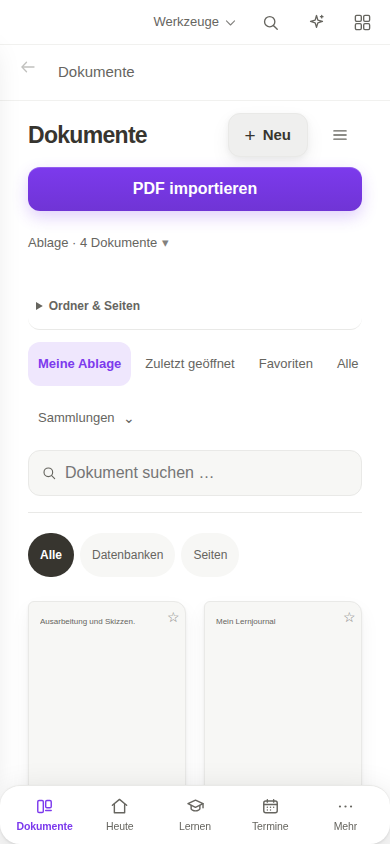 Werkzeuge
Dokumente
Dokumente
+ Neu
PDF importieren
Ablage · 4 Dokumente ▾
▶ Ordner & Seiten
Meine Ablage Zuletzt geöffnet Favoriten Alle
Sammlungen
Dokument suchen …
Alle Datenbanken Seiten
Ausarbeitung und Skizzen. Mein Lernjournal
Dokumente Heute Lernen Termine Mehr